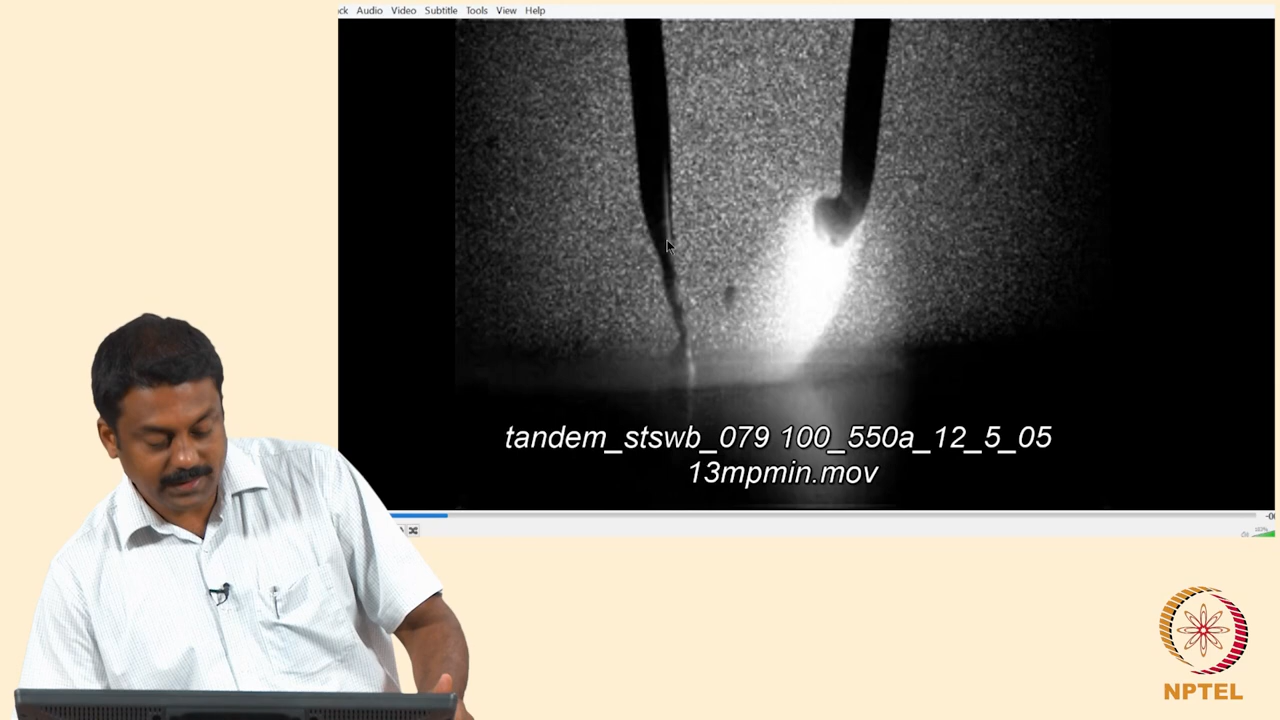 Audio Video Subtitle Tools View Help
tandem_stswb_079 100_550a_12_5_05
13mpmin.mov
NPTEL